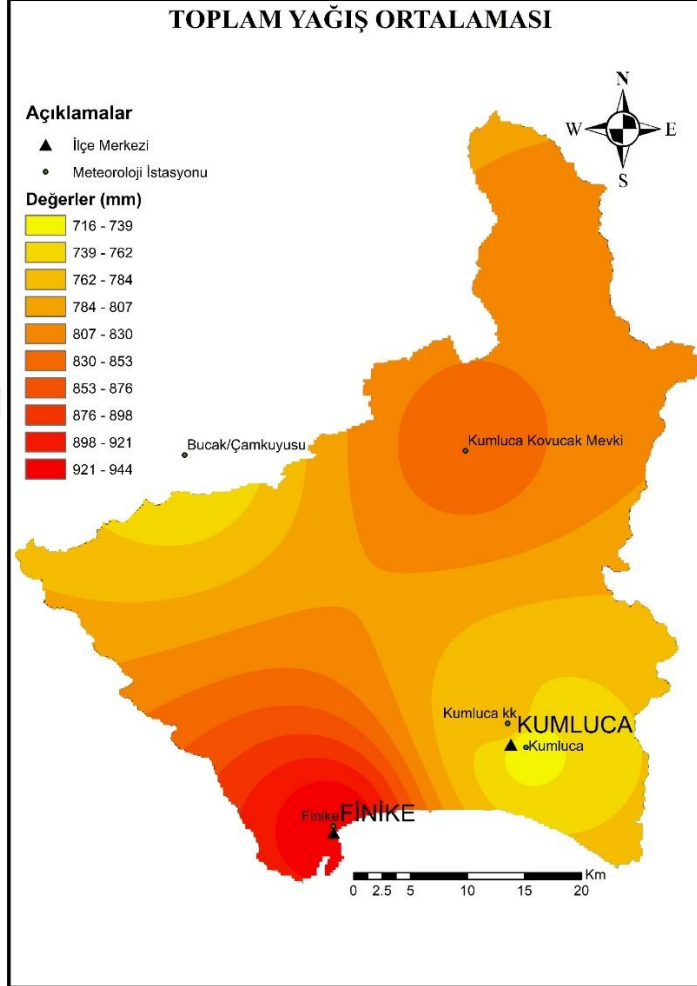 TOPLAM YAĞIŞ ORTALAMASI
N
W E
S
Açıklamalar
İlçe Merkezi
Meteoroloji İstasyonu
Değerler (mm)
716 - 739
739 - 762
762 - 784
784 - 807
807 - 830
830 - 853
853 - 876
876 - 898
898 - 921
921 - 944
Bucak/Çamkuyusu
Kumluca Kovucak Mevki
Kumluca kk
KUMLUCA
Kumluca
Finike
FİNİKE
Km
0 2.5 5 10 15 20